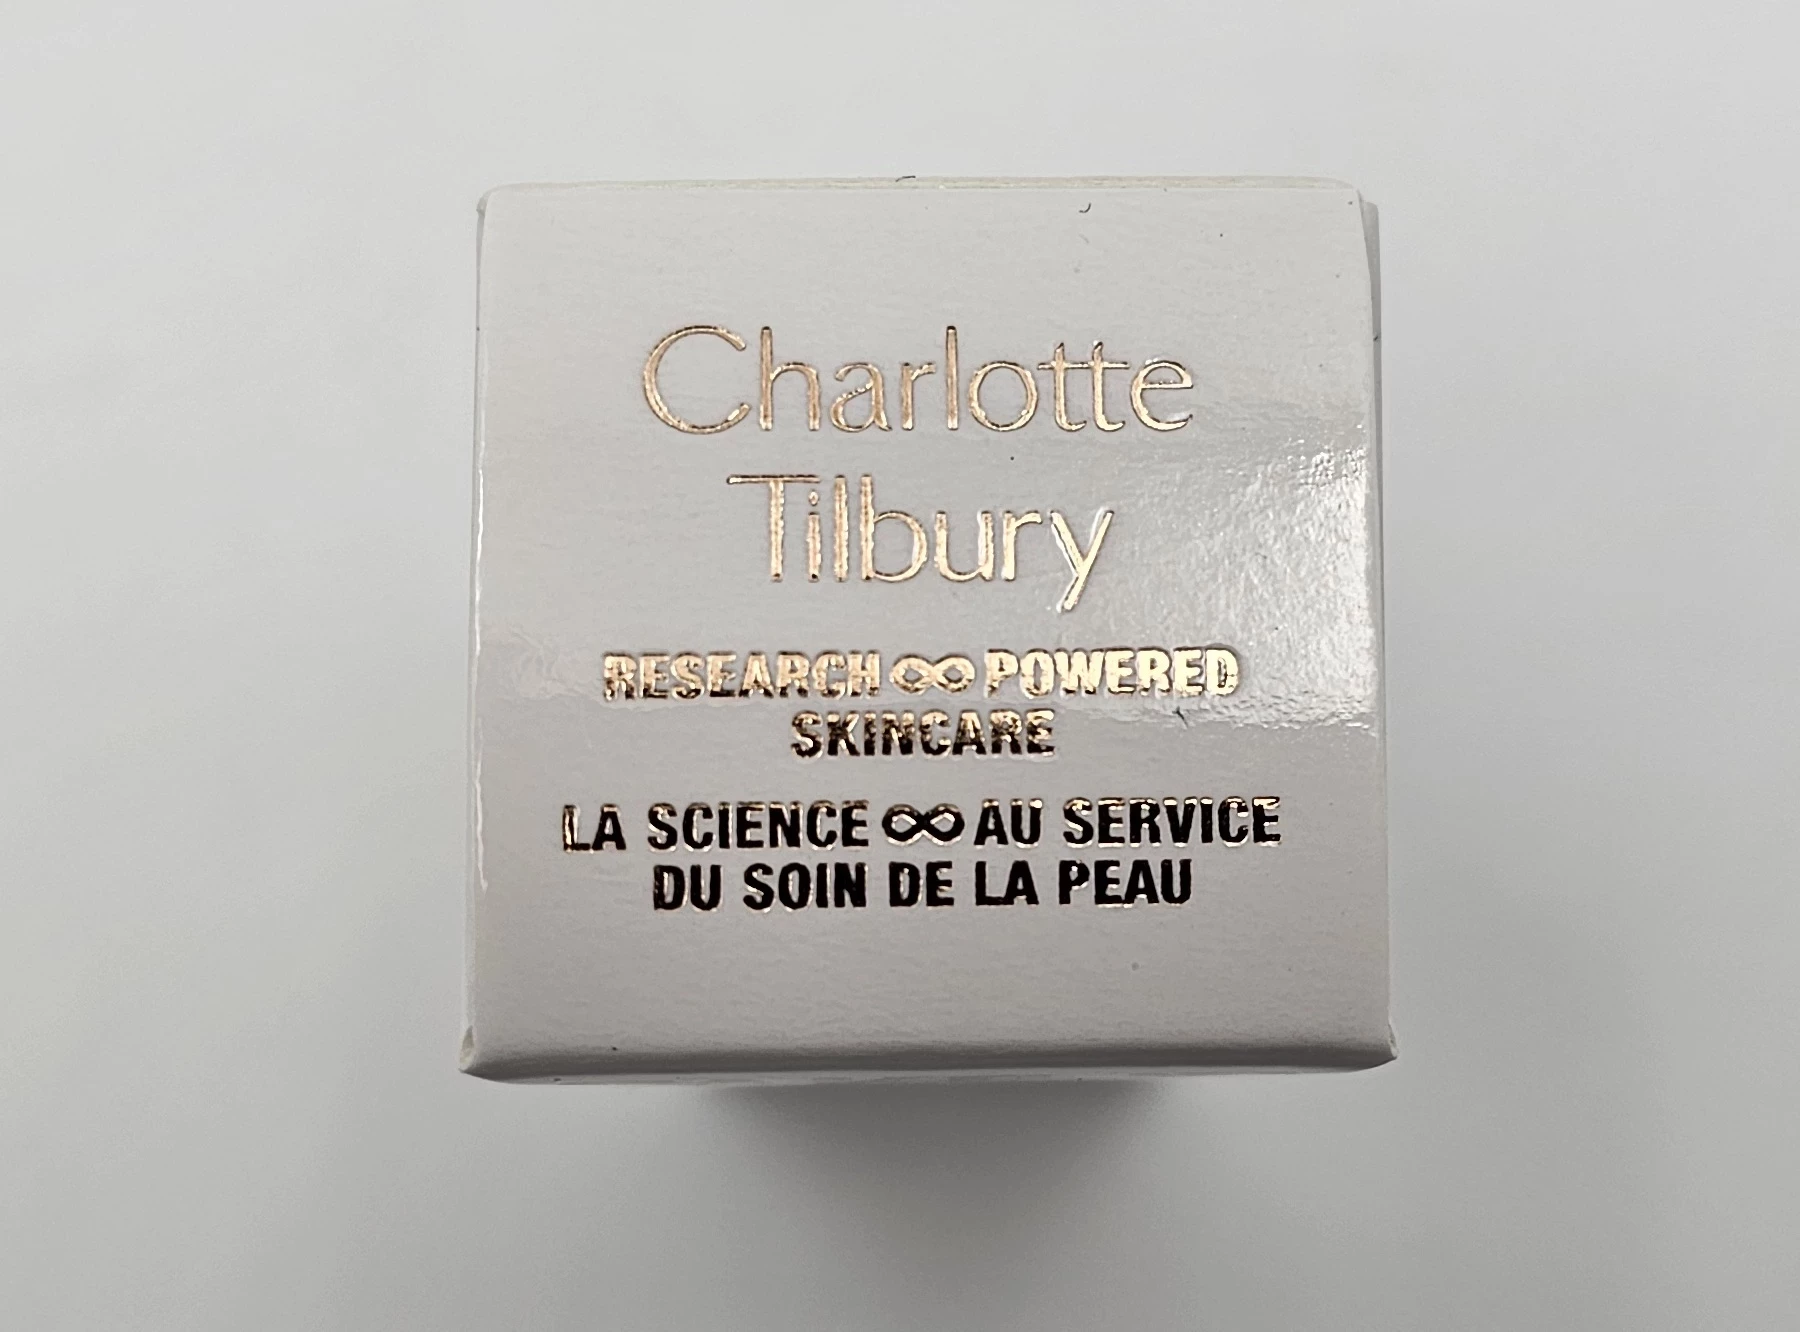 Charlotte
Tilbury
RESEARCH ∞ POWERED
SKINCARE
LA SCIENCE ∞ AU SERVICE
DU SOIN DE LA PEAU